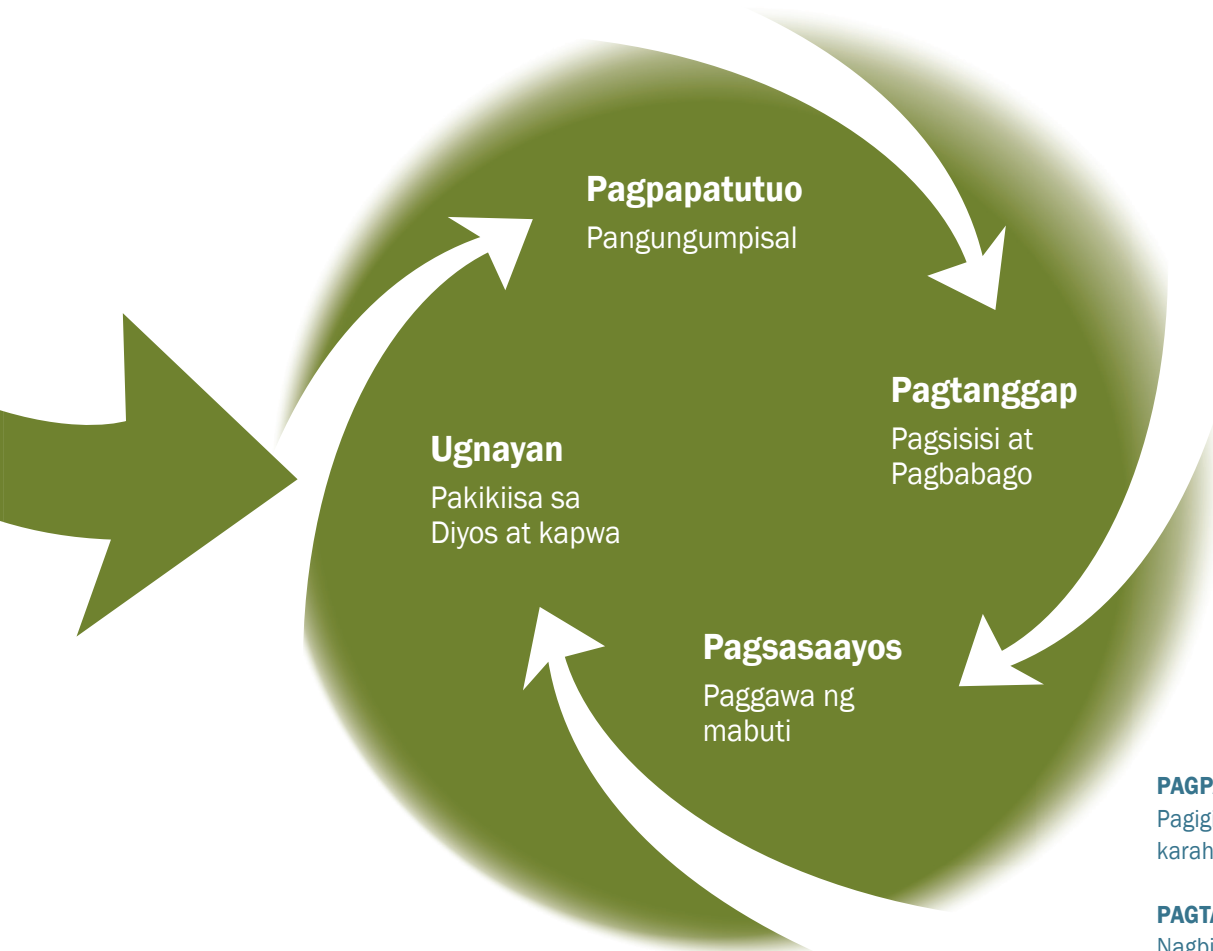 Pagpapatutuo
Pangungumpisal
Pagtanggap
Pagsisisi at
Pagbabago
Ugnayan
Pakikiisa sa
Diyos at kapwa
Pagsasaayos
Paggawa ng
mabuti